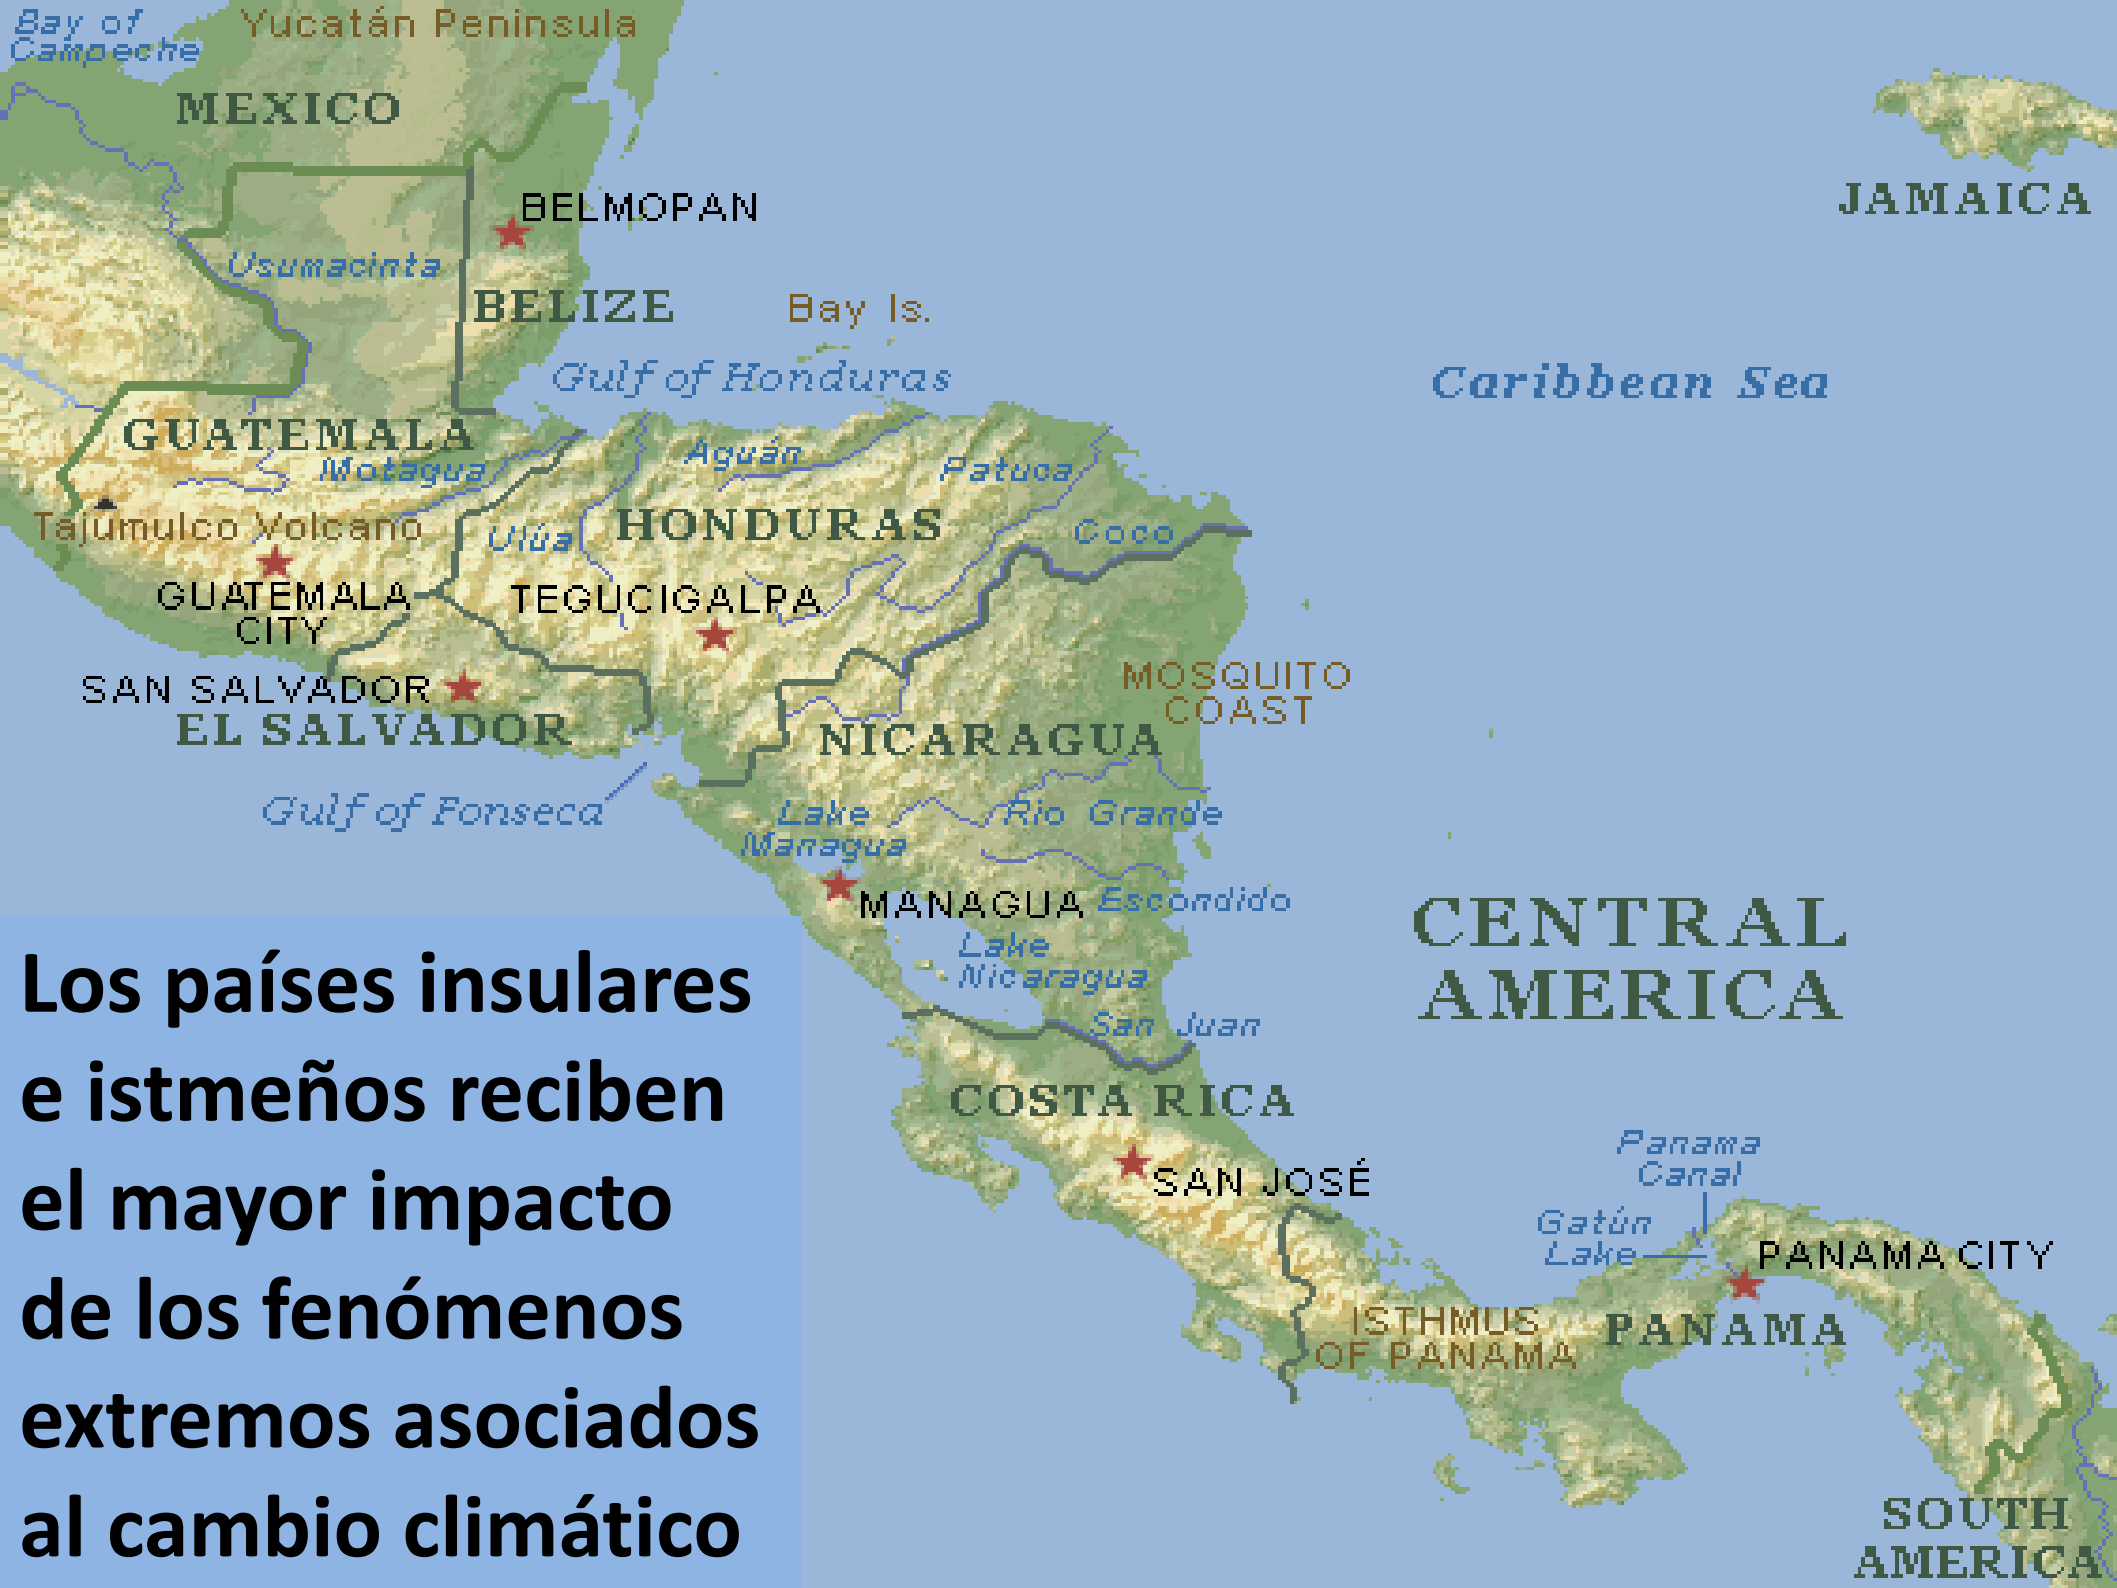 Bay of
Campeche
Yucatán Peninsula
MEXICO
JAMAICA
BELMOPAN
Usumacinta
BELIZE
Bay Is.
Gulf of Honduras
Caribbean Sea
GUATEMALA
Motagua
Aguán
Patuca
Tajumulco Volcano
Ulúa
HONDURAS
Coco
GUATEMALA
CITY
TEGUCIGALPA
SAN SALVADOR
EL SALVADOR
MOSQUITO
COAST
NICARAGUA
Gulf of Fonseca
Lake
Managua
Rio Grande
MANAGUA
Escondido
CENTRAL
AMERICA
Lake
Nicaragua
San Juan
COSTA RICA
SAN JOSÉ
Panama
Canal
Gatún
Lake
PANAMA CITY
ISTHMUS
OF PANAMA
PANAMA
SOUTH
AMERICA
Los países insulares
e istmeños reciben
el mayor impacto
de los fenómenos
extremos asociados
al cambio climático